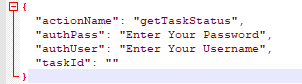 {
"actionName": "getTaskStatus",
"authPass": "Enter Your Password",
"authUser": "Enter Your Username",
"taskId": ""
}